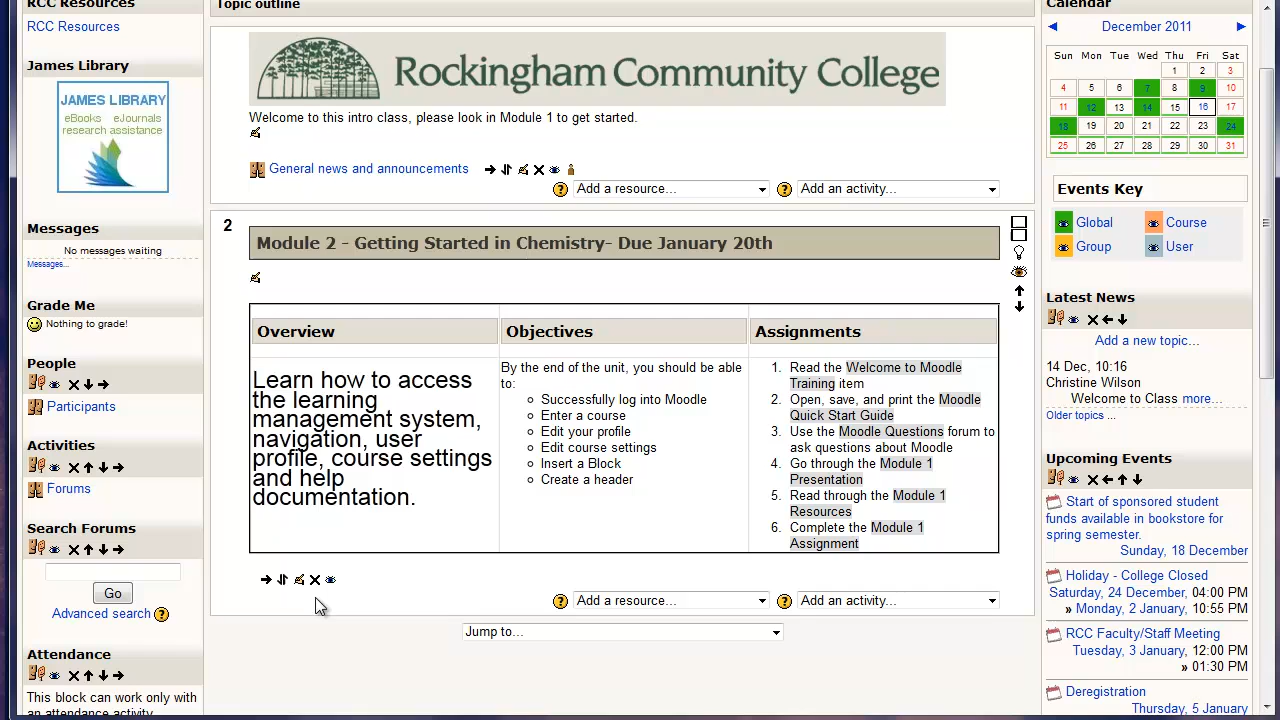 RCC Resources
RCC Resources
James Library
JAMES LIBRARY
eBooks eJournals
research assistance
Messages
No messages waiting
Messages...
Grade Me
Nothing to grade!
People
Participants
Activities
Forums
Search Forums
Go
Advanced search
Attendance
This block can work only with
an attendance activity
Topic outline
Rockingham Community College
Welcome to this intro class, please look in Module 1 to get started.
General news and announcements
Add a resource... Add an activity...
2
Module 2 - Getting Started in Chemistry- Due January 20th
Overview
Learn how to access
the learning
management system,
navigation, user
profile, course settings
and help
documentation.
Objectives
By the end of the unit, you should be able
to:
Successfully log into Moodle
Enter a course
Edit your profile
Edit course settings
Insert a Block
Create a header
Assignments
1. Read the Welcome to Moodle
Training item
2. Open, save, and print the Moodle
Quick Start Guide
3. Use the Moodle Questions forum to
ask questions about Moodle
4. Go through the Module 1
Presentation
5. Read through the Module 1
Resources
6. Complete the Module 1
Assignment
Add a resource... Add an activity...
Jump to...
Calendar
December 2011
Sun Mon Tue Wed Thu Fri Sat
1 2 3
4 5 6 7 8 9 10
11 12 13 14 15 16 17
18 19 20 21 22 23 24
25 26 27 28 29 30 31
Events Key
Global Course
Group User
Latest News
Add a new topic...
14 Dec, 10:16
Christine Wilson
Welcome to Class more...
Older topics ...
Upcoming Events
Start of sponsored student
funds available in bookstore for
spring semester.
Sunday, 18 December
Holiday - College Closed
Saturday, 24 December, 04:00 PM
» Monday, 2 January, 10:55 PM
RCC Faculty/Staff Meeting
Tuesday, 3 January, 12:00 PM
» 01:30 PM
Deregistration
Thursday, 5 January